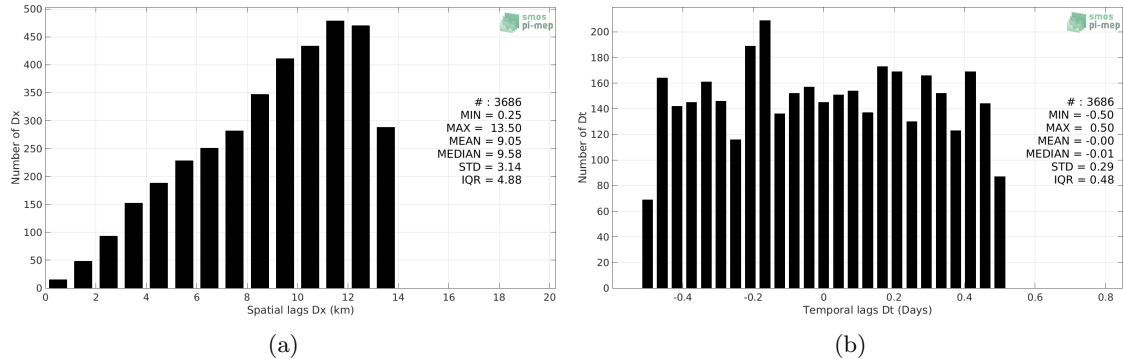 500
450
400
350
300
250
200
150
100
50
0
Number of Dx
smos
pi-mep
# : 3686
MIN = 0.25
MAX = 13.50
MEAN = 9.05
MEDIAN = 9.58
STD = 3.14
IQR = 4.88
0 2 4 6 8 10 12 14 16 18 20
Spatial lags Dx (km)
(a)
200
180
160
140
120
100
80
60
40
20
0
Number of Dt
smos
pi-mep
# : 3686
MIN = -0.50
MAX = 0.50
MEAN = -0.00
MEDIAN = -0.01
STD = 0.29
IQR = 0.48
-0.4 -0.2 0 0.2 0.4 0.6 0.8
Temporal lags Dt (Days)
(b)